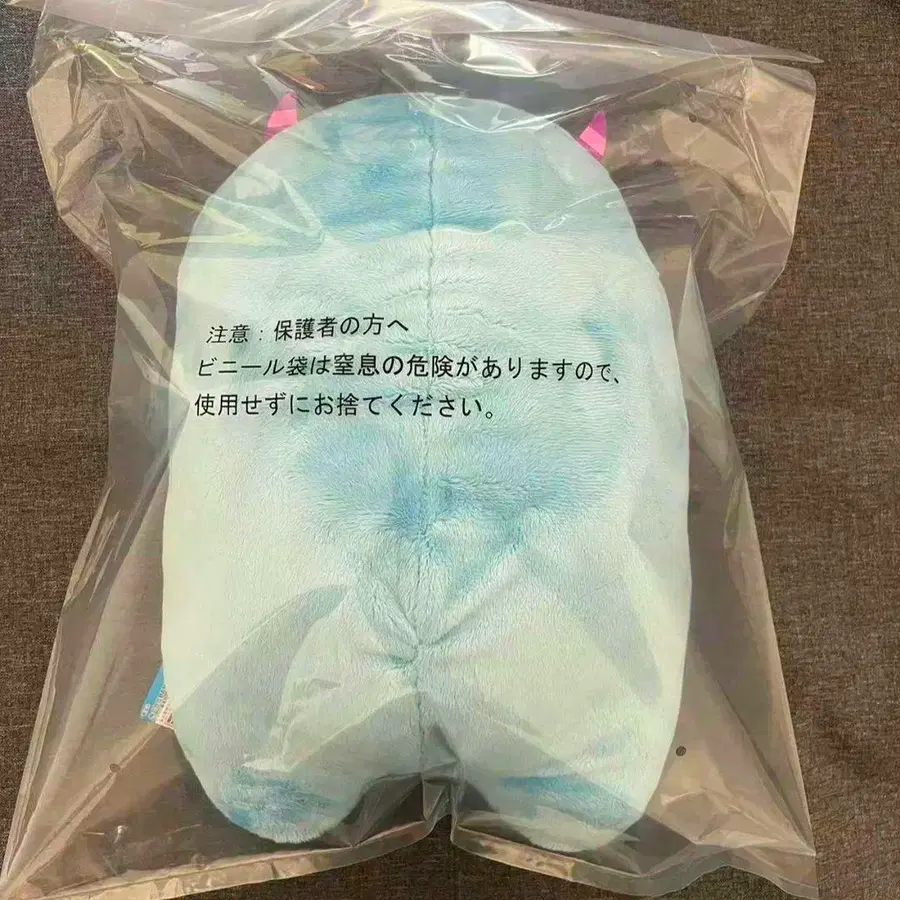 注意：保護者の方へ
ビニール袋は窒息の危険がありますので、
使用せずにお捨てください。